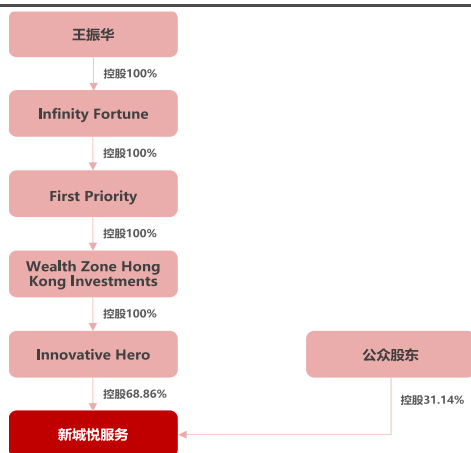 王振华
控股100%
Infinity Fortune
控股100%
First Priority
控股100%
Wealth Zone Hong
Kong Investments
控股100%
Innovative Hero
公众股东
控股68.86%
控股31.14%
新城悦服务